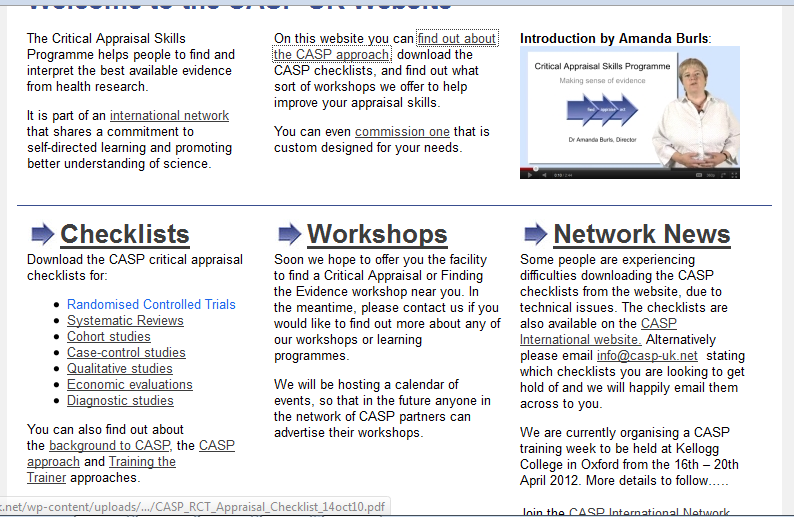 Welcome to the CASP UK Website
The Critical Appraisal Skills
Programme helps people to find and
interpret the best available evidence
from health research.
It is part of an international network
that shares a commitment to
self-directed learning and promoting
better understanding of science.
On this website you can find out about
the CASP approach, download the
CASP checklists, and find out what
sort of workshops we offer to help
improve your appraisal skills.
You can even commission one that is
custom designed for your needs.
Introduction by Amanda Burls:
Critical Appraisal Skills Programme
Making sense of evidence
Dr Amanda Burls, Director
Checklists
Download the CASP critical appraisal
checklists for:
Randomised Controlled Trials
Systematic Reviews
Cohort studies
Case-control studies
Qualitative studies
Economic evaluations
Diagnostic studies
You can also find out about
the background to CASP, the CASP
approach and Training the
Trainer approaches.
Workshops
Soon we hope to offer you the facility
to find a Critical Appraisal or Finding
the Evidence workshop near you. In
the meantime, please contact us if you
would like to find out more about any of
our workshops or learning
programmes.
We will be hosting a calendar of
events, so that in the future anyone in
the network of CASP partners can
advertise their workshops.
Network News
Some people are experiencing
difficulties downloading the CASP
checklists from the website, due to
technical issues. The checklists are
also available on the CASP
International website. Alternatively
please email info@casp-uk.net stating
which checklists you are looking to get
hold of and we will happily email them
across to you.
We are currently organising a CASP
training week to be held at Kellogg
College in Oxford from the 16th – 20th
April 2012. More details to follow…..
Join the CASP International Network
k.net/wp-content/uploads/.../CASP_RCT_Appraisal_Checklist_14oct10.pdf